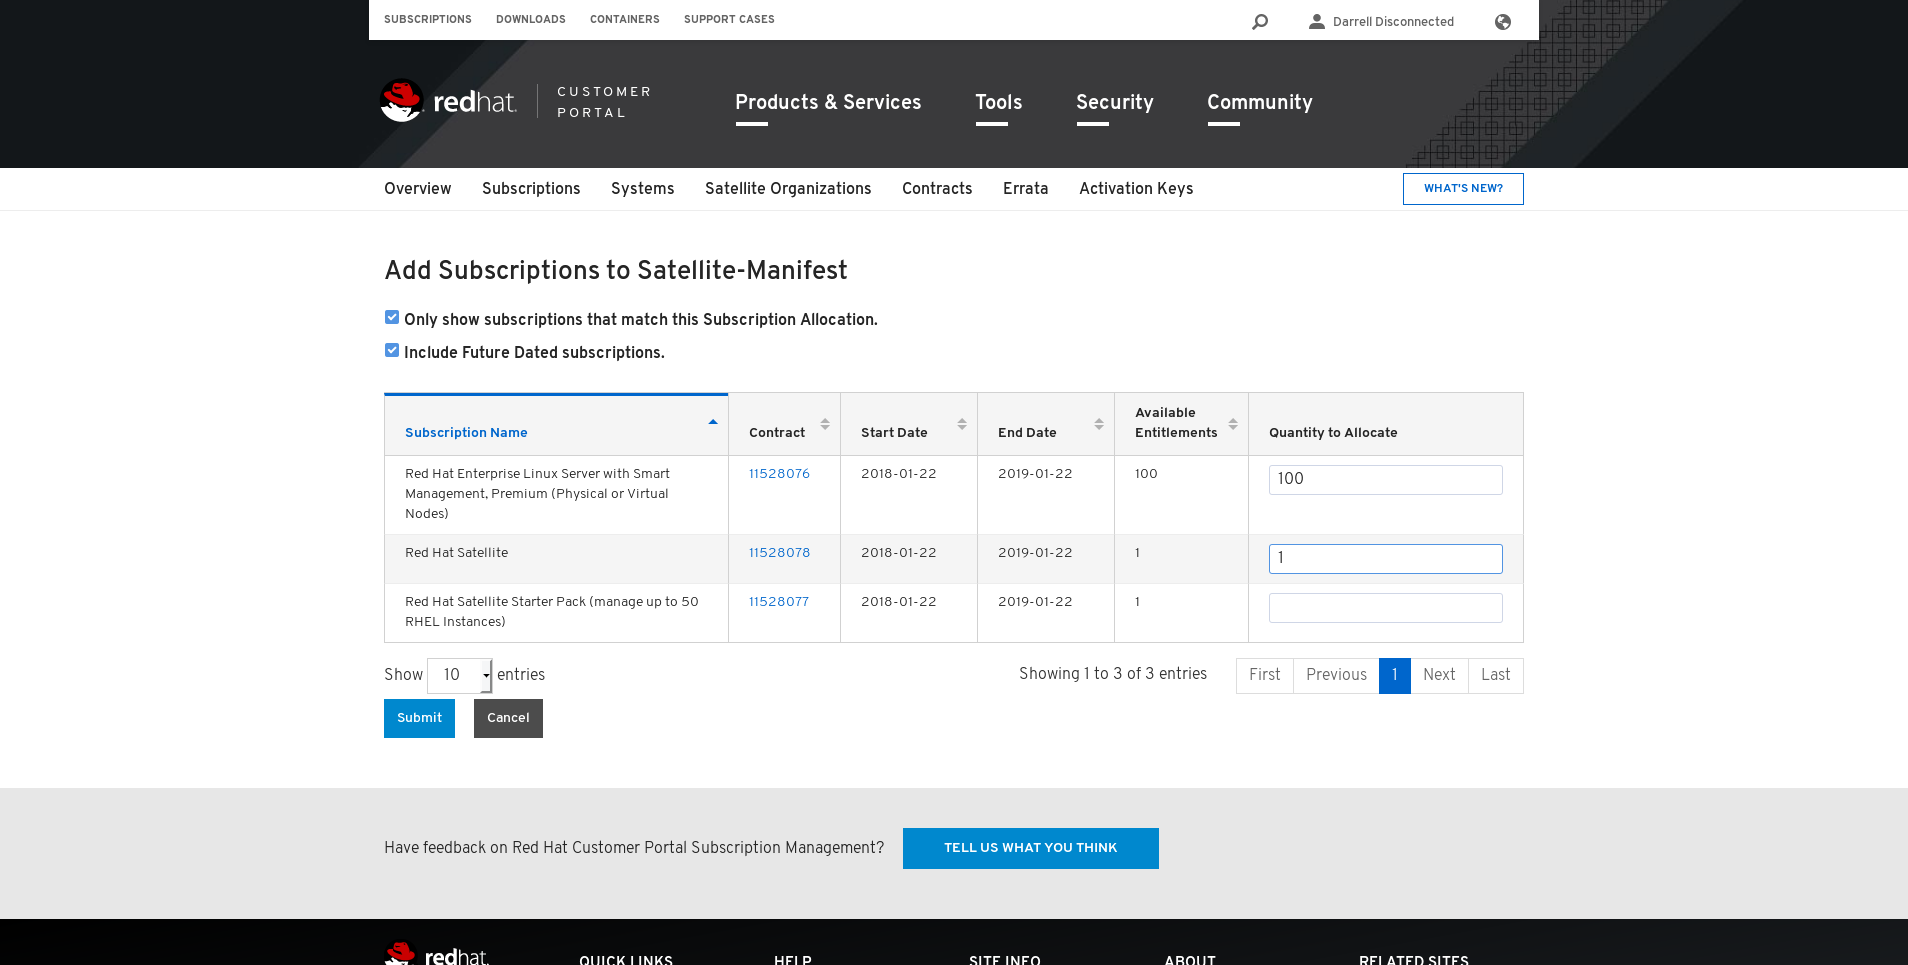 SUBSCRIPTIONS DOWNLOADS CONTAINERS SUPPORT CASES Darrell Disconnected
redhat. CUSTOMER PORTAL
Products & Services Tools Security Community
Overview Subscriptions Systems Satellite Organizations Contracts Errata Activation Keys WHAT'S NEW?
Add Subscriptions to Satellite-Manifest
Only show subscriptions that match this Subscription Allocation.
Include Future Dated subscriptions.
Subscription Name Contract Start Date End Date Available Entitlements Quantity to Allocate
Red Hat Enterprise Linux Server with Smart 11528076 2018-01-22 2019-01-22 100 100
Management, Premium (Physical or Virtual
Nodes)
Red Hat Satellite 11528078 2018-01-22 2019-01-22 1 1
Red Hat Satellite Starter Pack (manage up to 50 11528077 2018-01-22 2019-01-22 1
RHEL Instances)
Show 10 entries Showing 1 to 3 of 3 entries First Previous 1 Next Last
Submit Cancel
Have feedback on Red Hat Customer Portal Subscription Management? TELL US WHAT YOU THINK
redhat. QUICK LINKS HELP SITE INFO ABOUT RELATED SITES